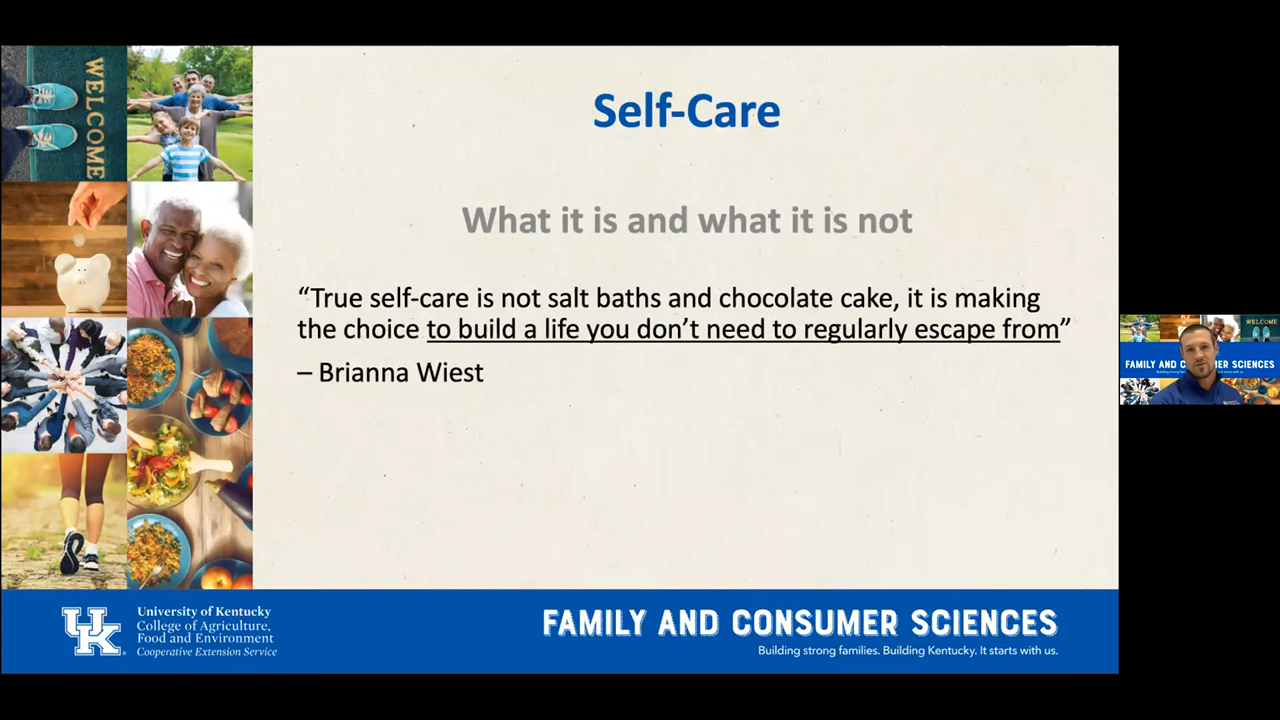 WELCOME
Self-Care
What it is and what it is not
“True self-care is not salt baths and chocolate cake, it is making
the choice to build a life you don’t need to regularly escape from”
– Brianna Wiest
UK
University of Kentucky
College of Agriculture,
Food and Environment
Cooperative Extension Service
FAMILY AND CONSUMER SCIENCES
Building strong families. Building Kentucky. It starts with us.
WELCOME
FAMILY AND CONSUMER SCIENCES